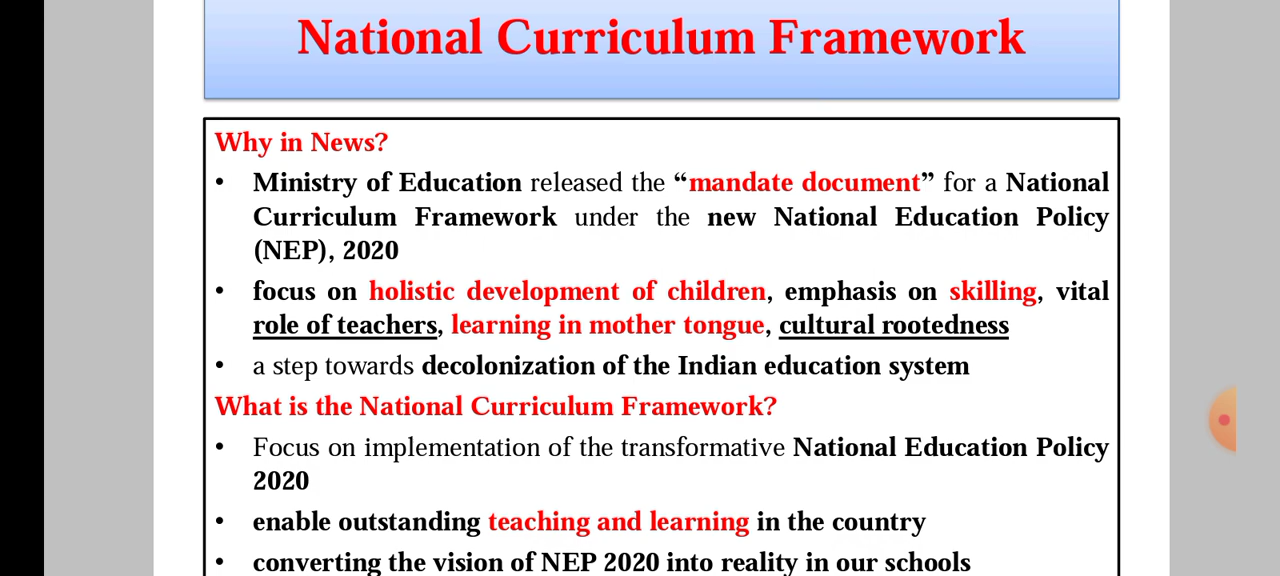 National Curriculum Framework
Why in News?
• Ministry of Education released the “mandate document” for a National
Curriculum Framework under the new National Education Policy
(NEP), 2020
• focus on holistic development of children, emphasis on skilling, vital
role of teachers, learning in mother tongue, cultural rootedness
• a step towards decolonization of the Indian education system
What is the National Curriculum Framework?
• Focus on implementation of the transformative National Education Policy
2020
• enable outstanding teaching and learning in the country
• converting the vision of NEP 2020 into reality in our schools